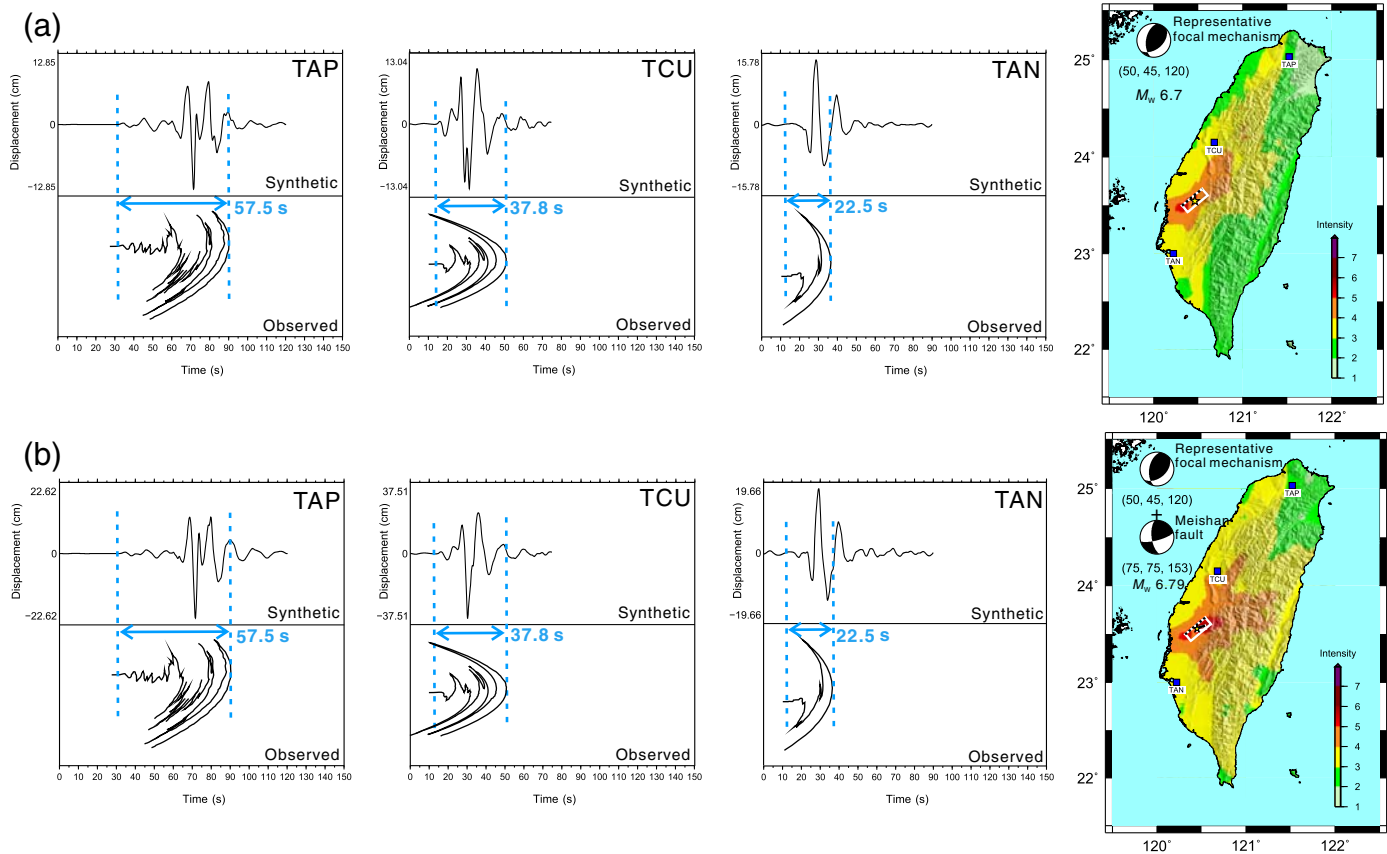 (a)
TAP
Displacement (cm)
12.85
0
−12.85
Synthetic
57.5 s
Observed
0 10 20 30 40 50 60 70 80 90 100 110 120 130 140 150
Time (s)
TCU
Displacement (cm)
13.04
0
−13.04
Synthetic
37.8 s
Observed
0 10 20 30 40 50 60 70 80 90 100 110 120 130 140 150
Time (s)
TAN
Displacement (cm)
15.78
0
−15.78
Synthetic
22.5 s
Observed
0 10 20 30 40 50 60 70 80 90 100 110 120 130 140 150
Time (s)
Representative
focal mechanism
(50, 45, 120)
Mw 6.7
TAP
TCU
TAN
Intensity
7
6
5
4
3
2
1
25˚
24˚
23˚
22˚
120˚ 121˚ 122˚
(b)
TAP
Displacement (cm)
22.62
0
−22.62
Synthetic
57.5 s
Observed
0 10 20 30 40 50 60 70 80 90 100 110 120 130 140 150
Time (s)
TCU
Displacement (cm)
37.51
0
−37.51
Synthetic
37.8 s
Observed
0 10 20 30 40 50 60 70 80 90 100 110 120 130 140 150
Time (s)
TAN
Displacement (cm)
19.66
0
−19.66
Synthetic
22.5 s
Observed
0 10 20 30 40 50 60 70 80 90 100 110 120 130 140 150
Time (s)
Representative
focal mechanism
(50, 45, 120)
+
Meishan
fault
(75, 75, 153)
Mw 6.79
TAP
TCU
TAN
Intensity
7
6
5
4
3
2
1
25˚
24˚
23˚
22˚
120˚ 121˚ 122˚